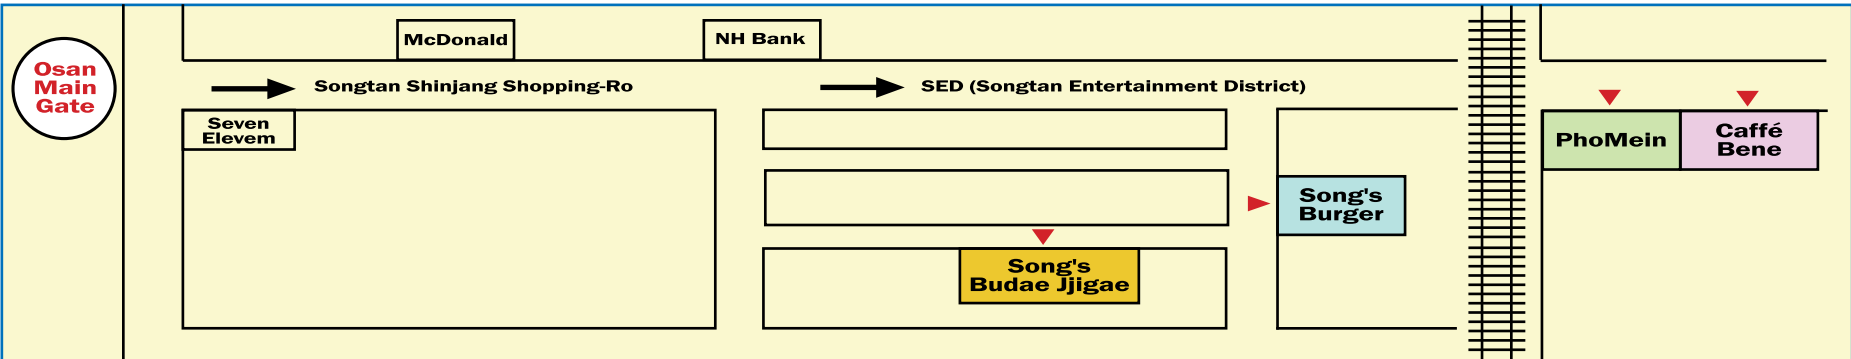 Osan
Main
Gate
McDonald
NH Bank
Songtan Shinjang Shopping-Ro
SED (Songtan Entertainment District)
Seven
Elevem
PhoMein
Caffé
Bene
Song's
Burger
Song's
Budae Jjigae